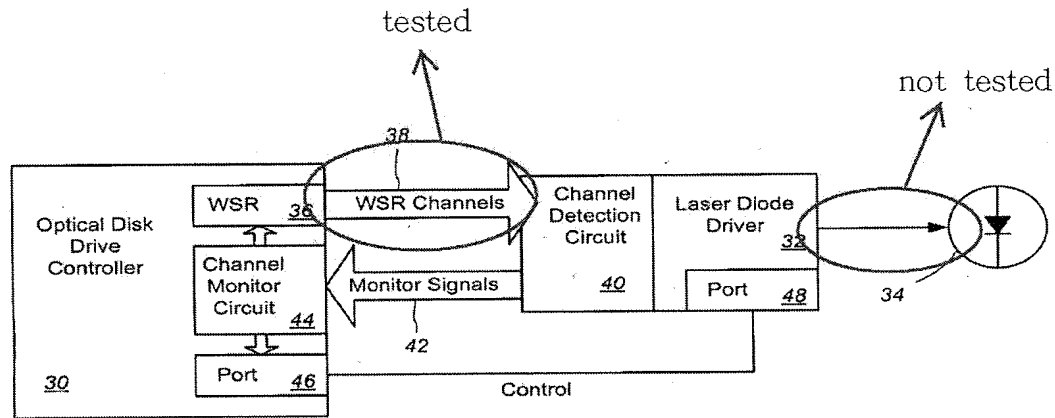 tested
not tested
38
WSR
36
WSR Channels
Optical Disk
Drive
Controller
Channel
Detection
Circuit
40
Laser Diode
Driver
32
34
Channel
Monitor
Circuit
44
Monitor Signals
42
Port
48
Port
46
30
Control